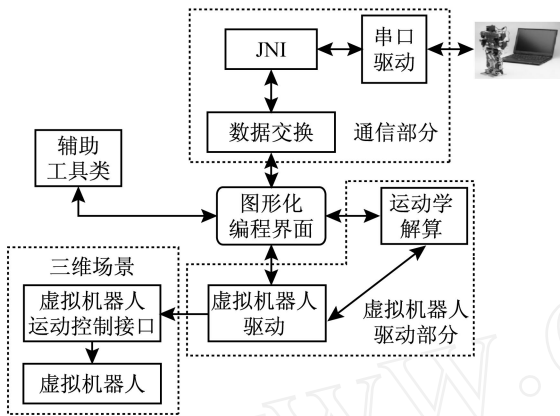 JNI
串口
驱动
数据交换
通信部分
辅助
工具类
图形化
编程界面
运动学
解算
三维场景
虚拟机器人
运动控制接口
虚拟机器人
驱动
虚拟机器人
驱动部分
虚拟机器人
www.c